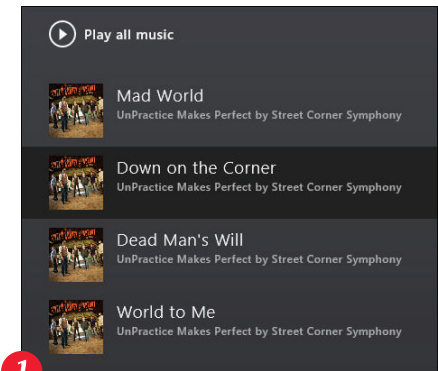 Play all music
Mad World
UnPractice Makes Perfect by Street Corner Symphony
Down on the Corner
UnPractice Makes Perfect by Street Corner Symphony
Dead Man's Will
UnPractice Makes Perfect by Street Corner Symphony
World to Me
UnPractice Makes Perfect by Street Corner Symphony
1